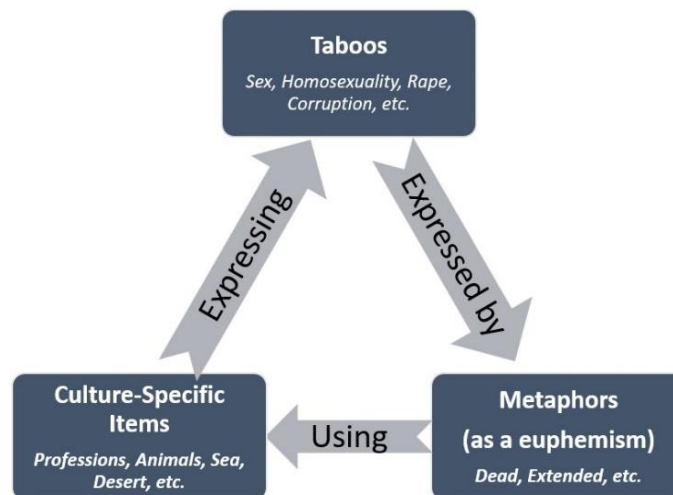 Taboos
Sex, Homosexuality, Rape,
Corruption, etc.
Expressing
Expressed by
Culture-Specific
Items
Professions, Animals, Sea,
Desert, etc.
Using
Metaphors
(as a euphemism)
Dead, Extended, etc.